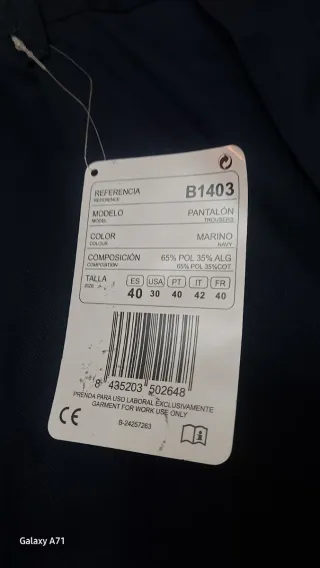 REFERENCIA B1403
REFERENCE
MODELO PANTALÓN
MODEL TROUSERS
COLOR MARINO
COLOUR NAVY
COMPOSICIÓN 65% POL 35% ALG
COMPOSITION 65% POL 35%COT
TALLA ES USA PT IT FR
SIZE 40 30 40 42 40
8 435203 502648
PRENDA PARA USO LABORAL EXCLUSIVAMENTE
GARMENT FOR WORK USE ONLY
CE
B-24257263
Galaxy A71